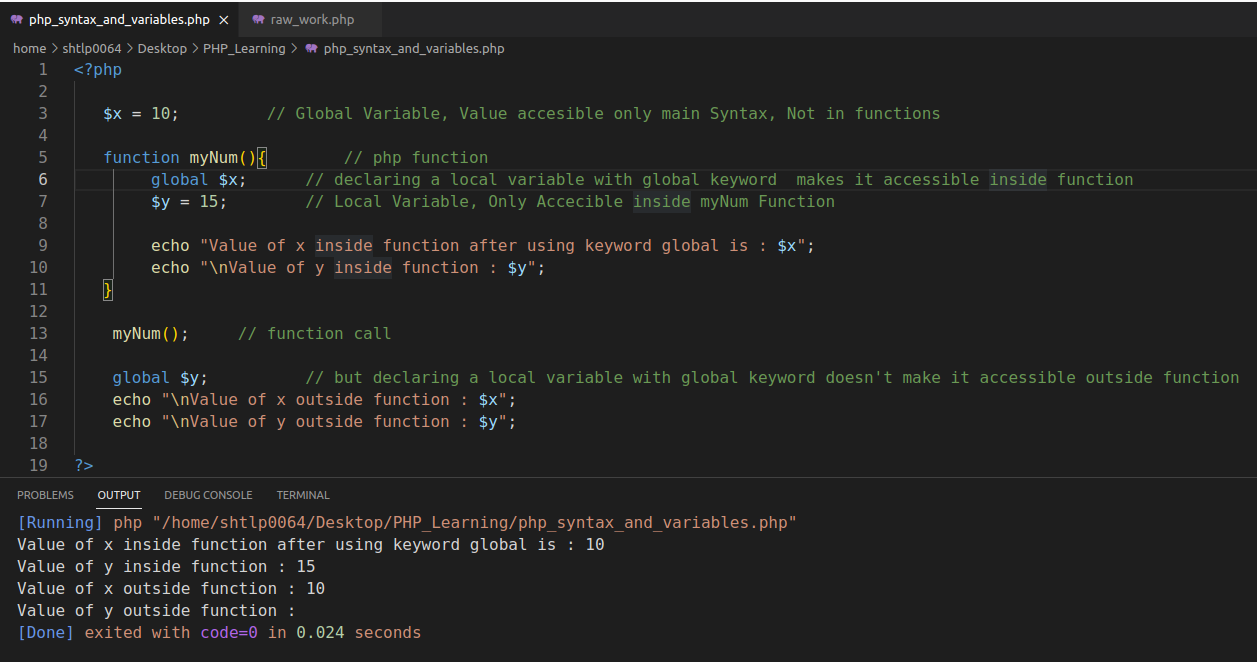 php_syntax_and_variables.php × raw_work.php
home > shtlp0064 > Desktop > PHP_Learning > php_syntax_and_variables.php
1 <?php
2
3 $x = 10; // Global Variable, Value accesible only main Syntax, Not in functions
4
5 function myNum(){ // php function
6 global $x; // declaring a local variable with global keyword  makes it accessible inside function
7 $y = 15; // Local Variable, Only Accecible inside myNum Function
8
9 echo "Value of x inside function after using keyword global is : $x";
10 echo "\nValue of y inside function : $y";
11 }
12
13 myNum(); // function call
14
15 global $y; // but declaring a local variable with global keyword doesn't make it accessible outside function
16 echo "\nValue of x outside function : $x";
17 echo "\nValue of y outside function : $y";
18
19 ?>
PROBLEMS OUTPUT DEBUG CONSOLE TERMINAL
[Running] php "/home/shtlp0064/Desktop/PHP_Learning/php_syntax_and_variables.php"
Value of x inside function after using keyword global is : 10
Value of y inside function : 15
Value of x outside function : 10
Value of y outside function :
[Done] exited with code=0 in 0.024 seconds